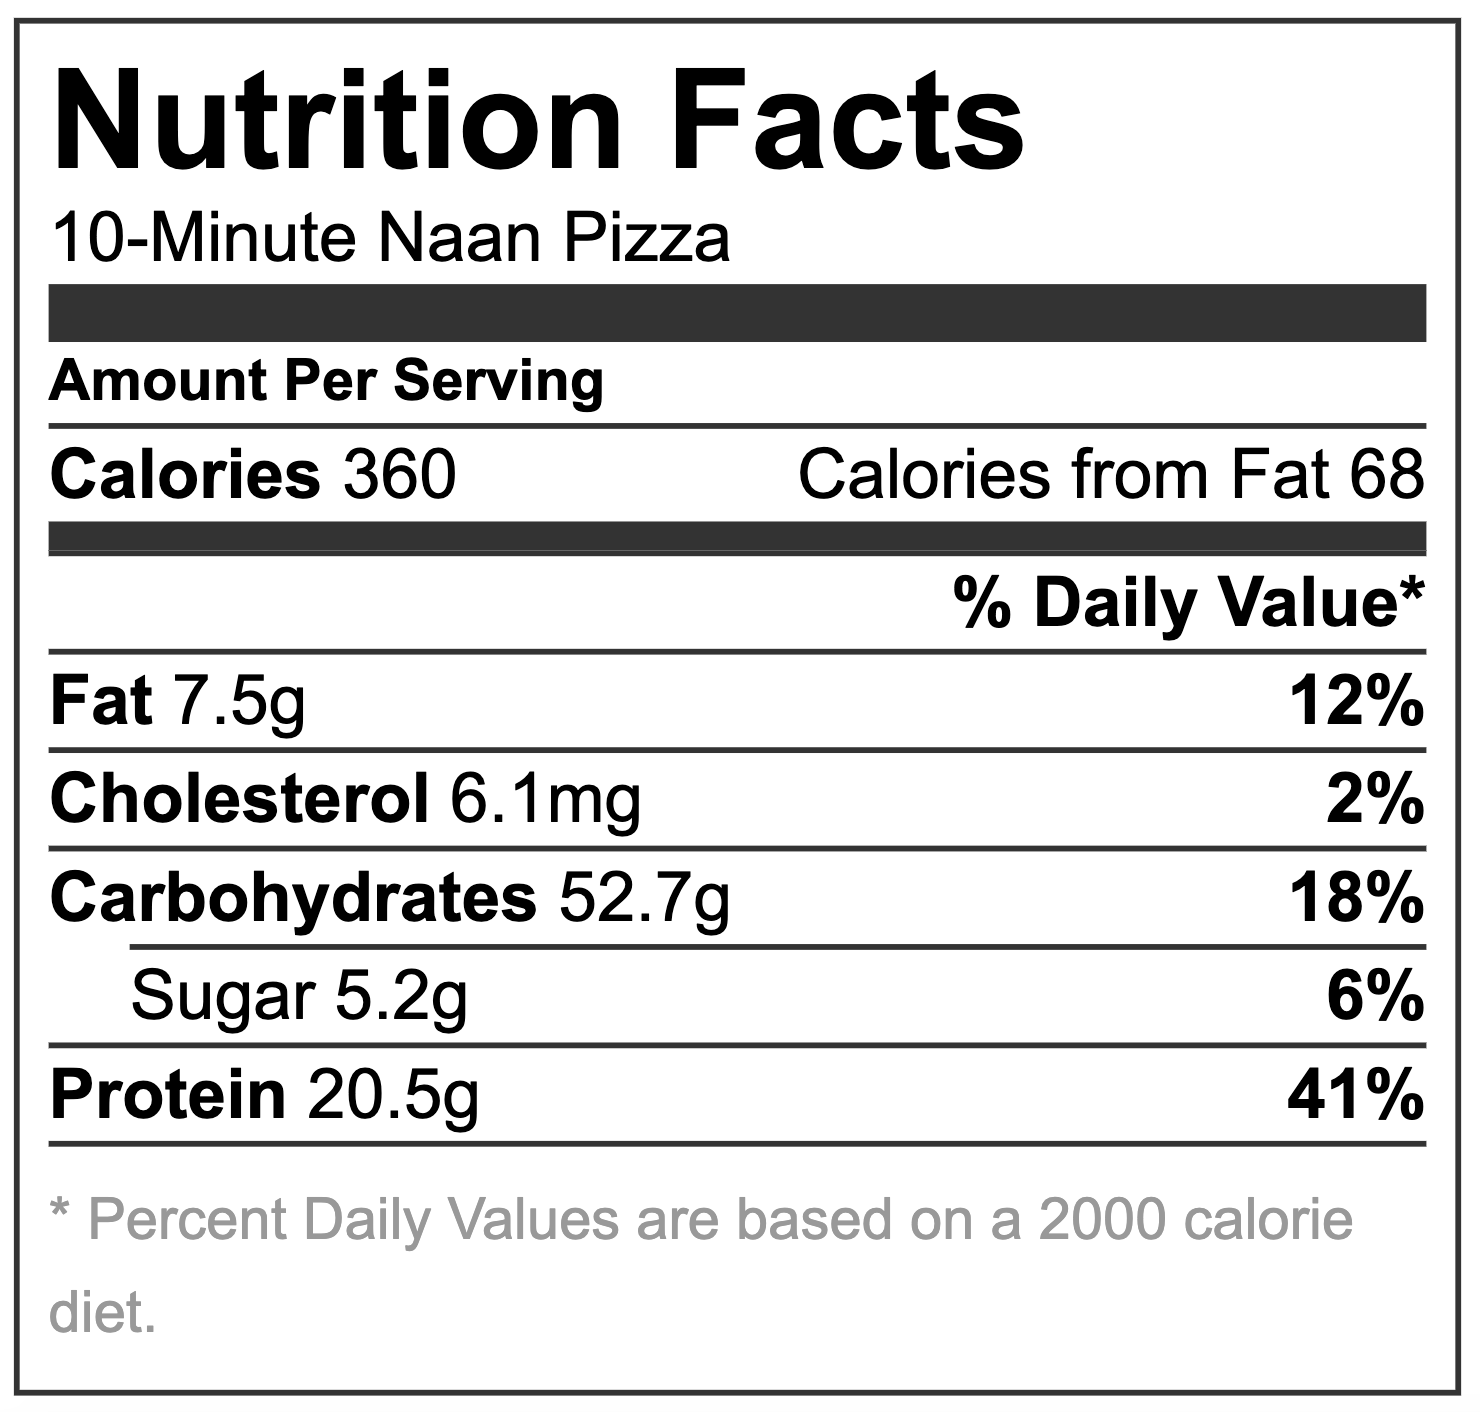 Nutrition Facts
10-Minute Naan Pizza
Amount Per Serving
Calories 360 Calories from Fat 68
% Daily Value*
Fat 7.5g 12%
Cholesterol 6.1mg 2%
Carbohydrates 52.7g 18%
Sugar 5.2g 6%
Protein 20.5g 41%
* Percent Daily Values are based on a 2000 calorie
diet.